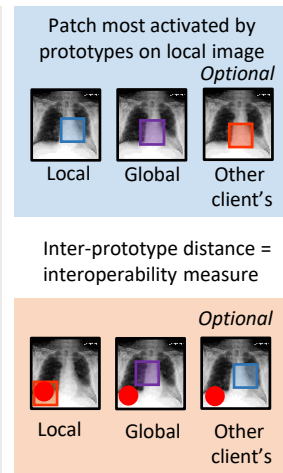 Patch most activated by
prototypes on local image
Optional
Local Global Other
client's
Inter-prototype distance =
interoperability measure
Optional
Local Global Other
client's